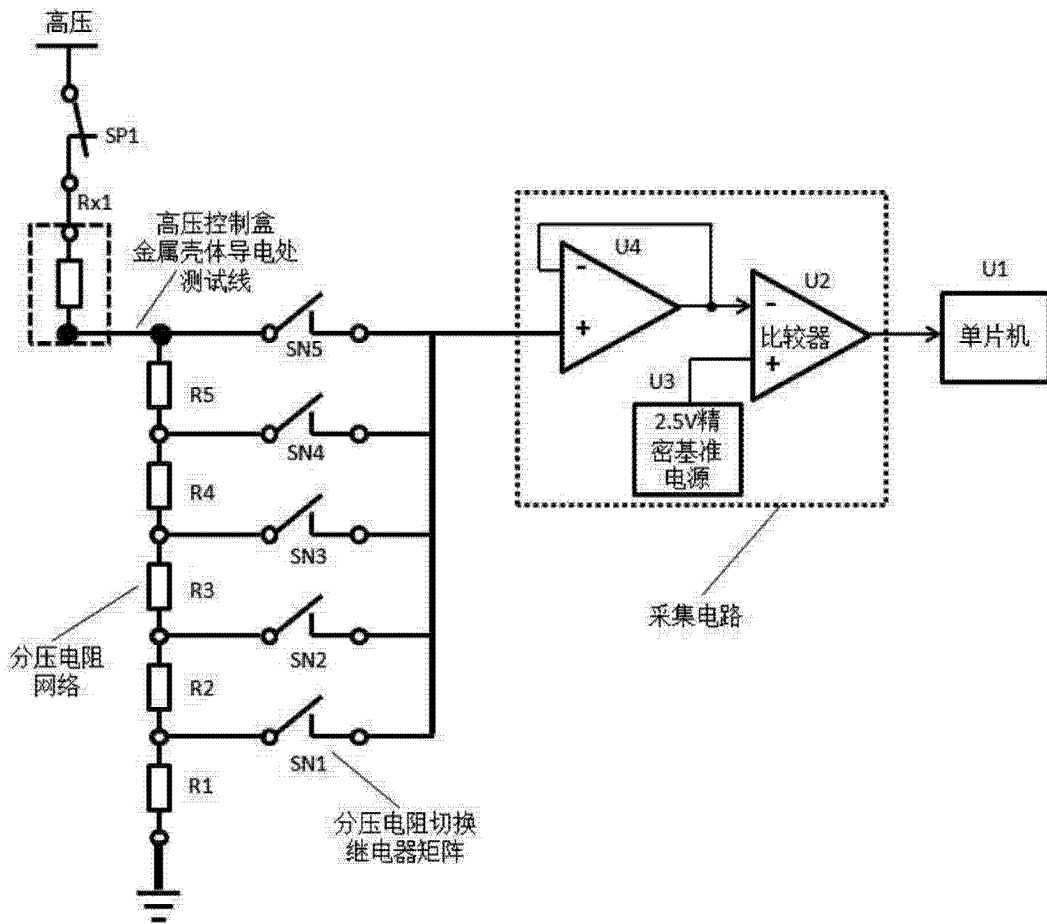 高压
SP1
Rx1
高压控制盒
金属壳体导电处
测试线
SN5
R5
SN4
R4
SN3
R3
SN2
R2
SN1
R1
分压电阻
网络
分压电阻切换
继电器矩阵
U4
-
+
U2
-
比较器
+
U3
2.5V精
密基准
电源
U1
单片机
采集电路